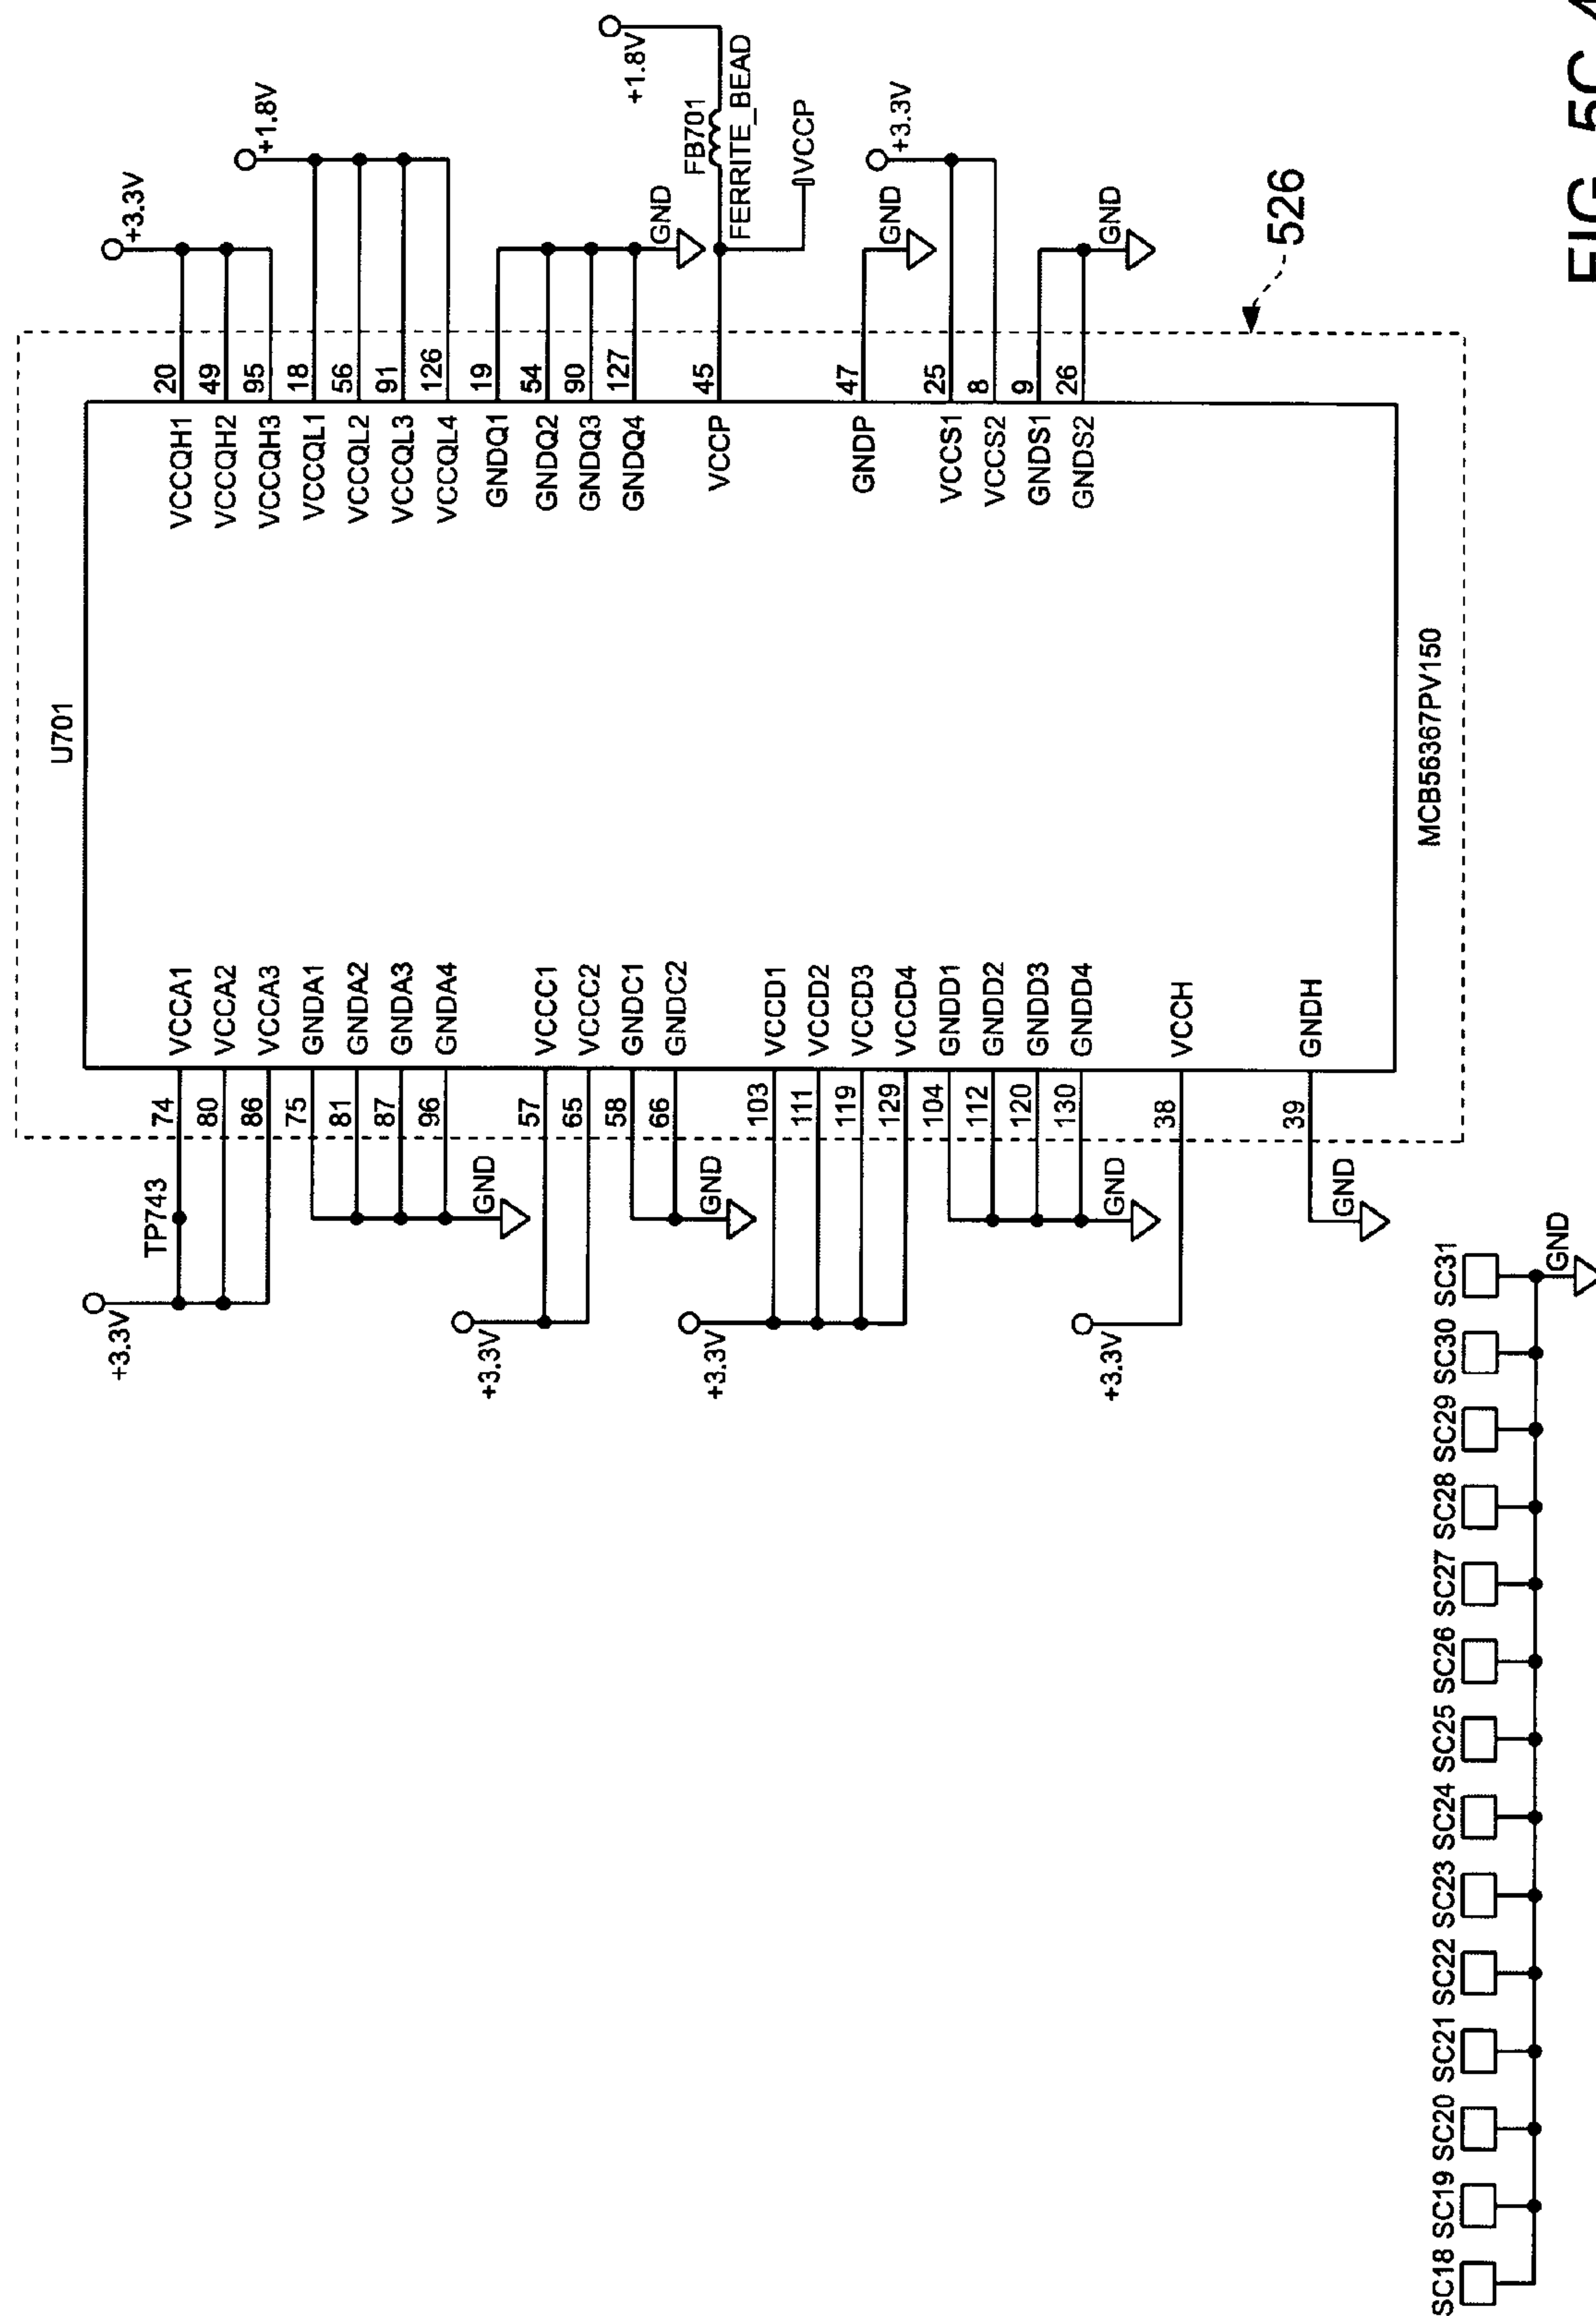 U701
+3.3V
TP743
74 VCCA1
80 VCCA2
86 VCCA3
75 GNDA1
81 GNDA2
87 GNDA3
96 GNDA4
GND
+3.3V
57 VCCC1
65 VCCC2
58 GNDC1
66 GNDC2
GND
+3.3V
103 VCCD1
111 VCCD2
119 VCCD3
129 VCCD4
104 GNDD1
112 GNDD2
120 GNDD3
130 GNDD4
GND
+3.3V
38 VCCH
39 GNDH
GND
VCCQH1 20
VCCQH2 49
VCCQH3 95
+3.3V
VCCQL1 18
VCCQL2 56
VCCQL3 91
VCCQL4 126
+1.8V
GNDQ1 19
GNDQ2 54
GNDQ3 90
GNDQ4 127
GND
VCCP 45
FB701
FERRITE_BEAD
+1.8V
VCCP
GNDP 47
GND
VCCS1 25
VCCS2 8
+3.3V
GNDS1 9
GNDS2 26
GND
526
MCB56367PV150
SC18 SC19 SC20 SC21 SC22 SC23 SC24 SC25 SC26 SC27 SC28 SC29 SC30 SC31
GND